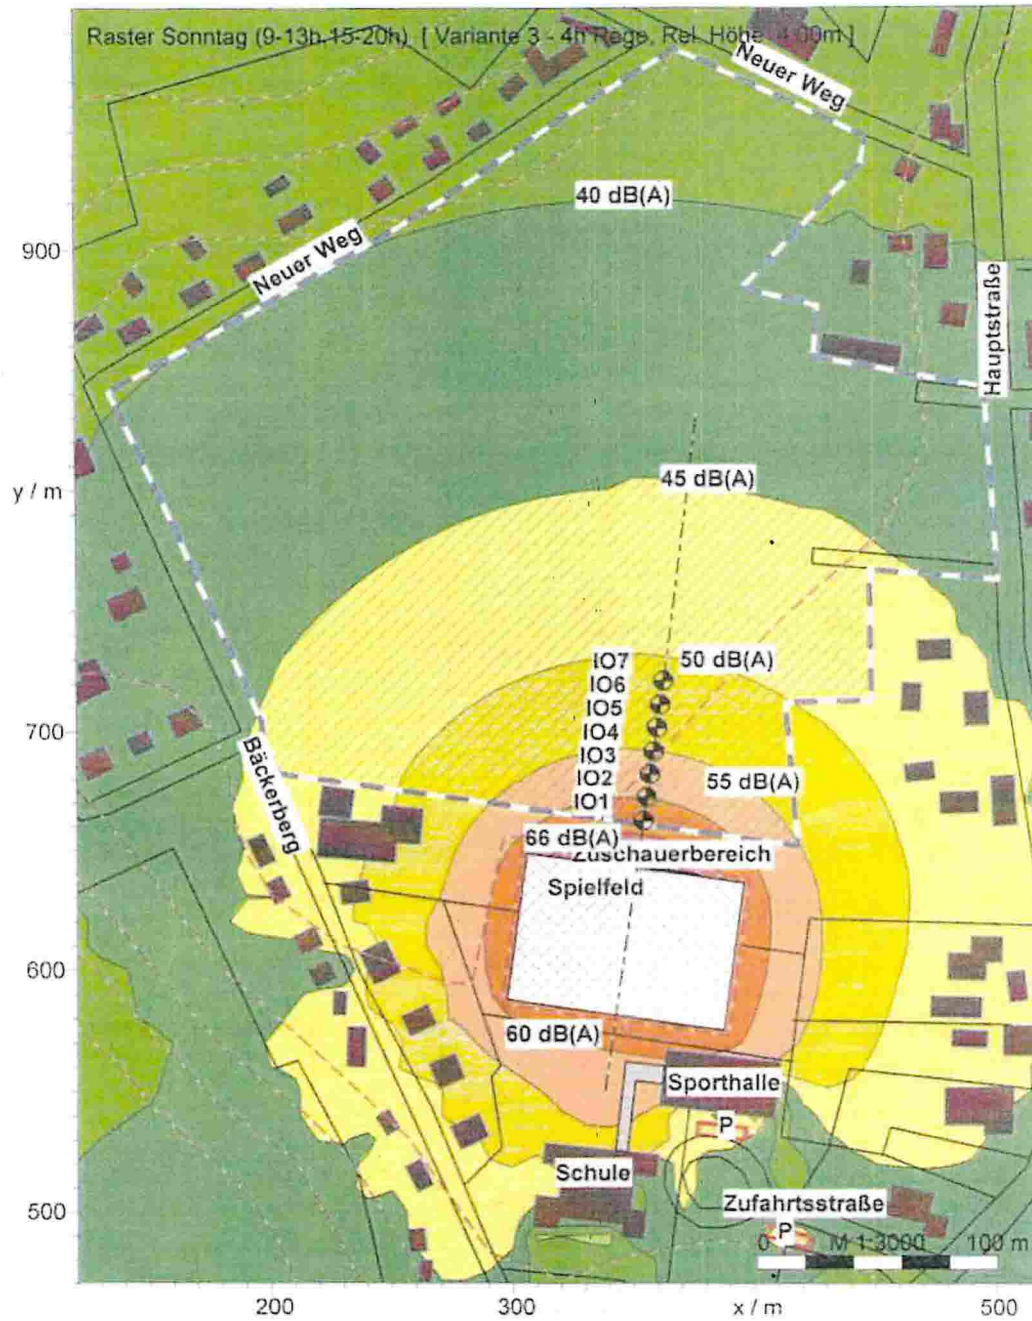 Raster Sonntag (9-13h,15-20h) [ Variante 3 - 4h Rege, Rel. Höhe 4.00m ]
Neuer Weg
40 dB(A)
900
Neuer Weg
Hauptstraße
45 dB(A)
y / m
IO7
50 dB(A)
IO6
IO5
IO4
IO3
IO2
55 dB(A)
IO1
700
Bäckerberg
66 dB(A)
Zuschauerbereich
Spielfeld
600
60 dB(A)
Sporthalle
P
Schule
Zufahrtsstraße
P
500
0 M 1:3000 100 m
200
300
x / m
500